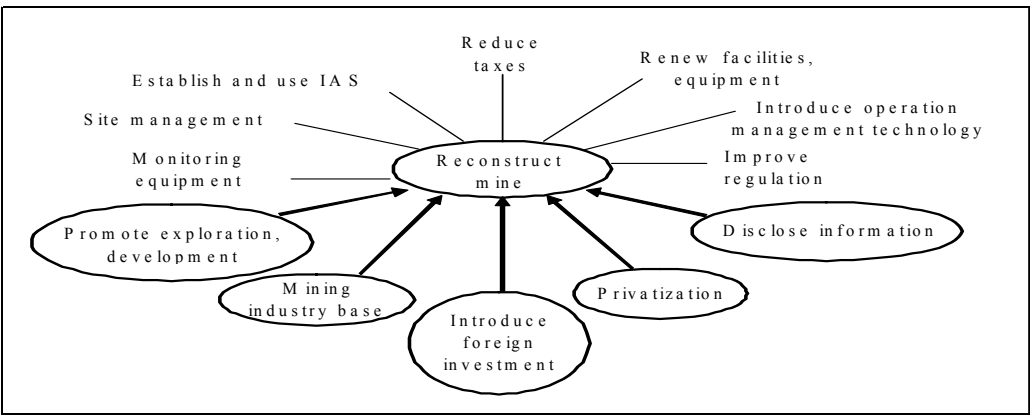 Reduce
taxes
Renew facilities,
equipment
Establish and use IAS
Introduce operation
management technology
Site management
Reconstruct
mine
Improve
regulation
Monitoring
equipment
Promote exploration,
development
Disclose information
Mining
industry base
Privatization
Introduce
foreign
investment